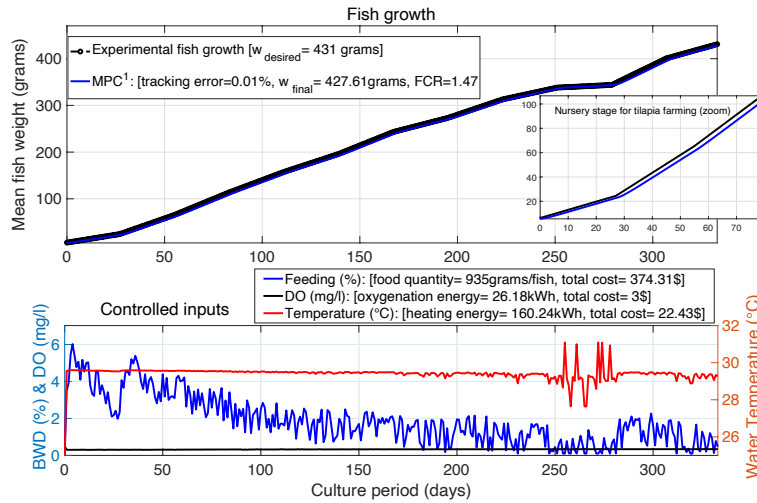 Fish growth
Mean fish weight (grams)
400
300
200
100
Experimental fish growth [w desired = 431 grams]
MPC¹: [tracking error=0.01%, w final = 427.61grams, FCR=1.47
Nursery stage for tilapia farming (zoom)
100
80
60
40
20
0 10 20 30 40 50 60 70
0 50 100 150 200 250 300
Feeding (%): [food quantity= 935grams/fish, total cost= 374.31$]
DO (mg/l): [oxygenation energy= 26.18kWh, total cost= 3$]
Temperature (°C): [heating energy= 160.24kWh, total cost= 22.43$]
Controlled inputs
BWD (%) & DO (mg/l)
6
4
2
0
32
30
28
26
Water Temperature (°C)
0 50 100 150 200 250 300
Culture period (days)